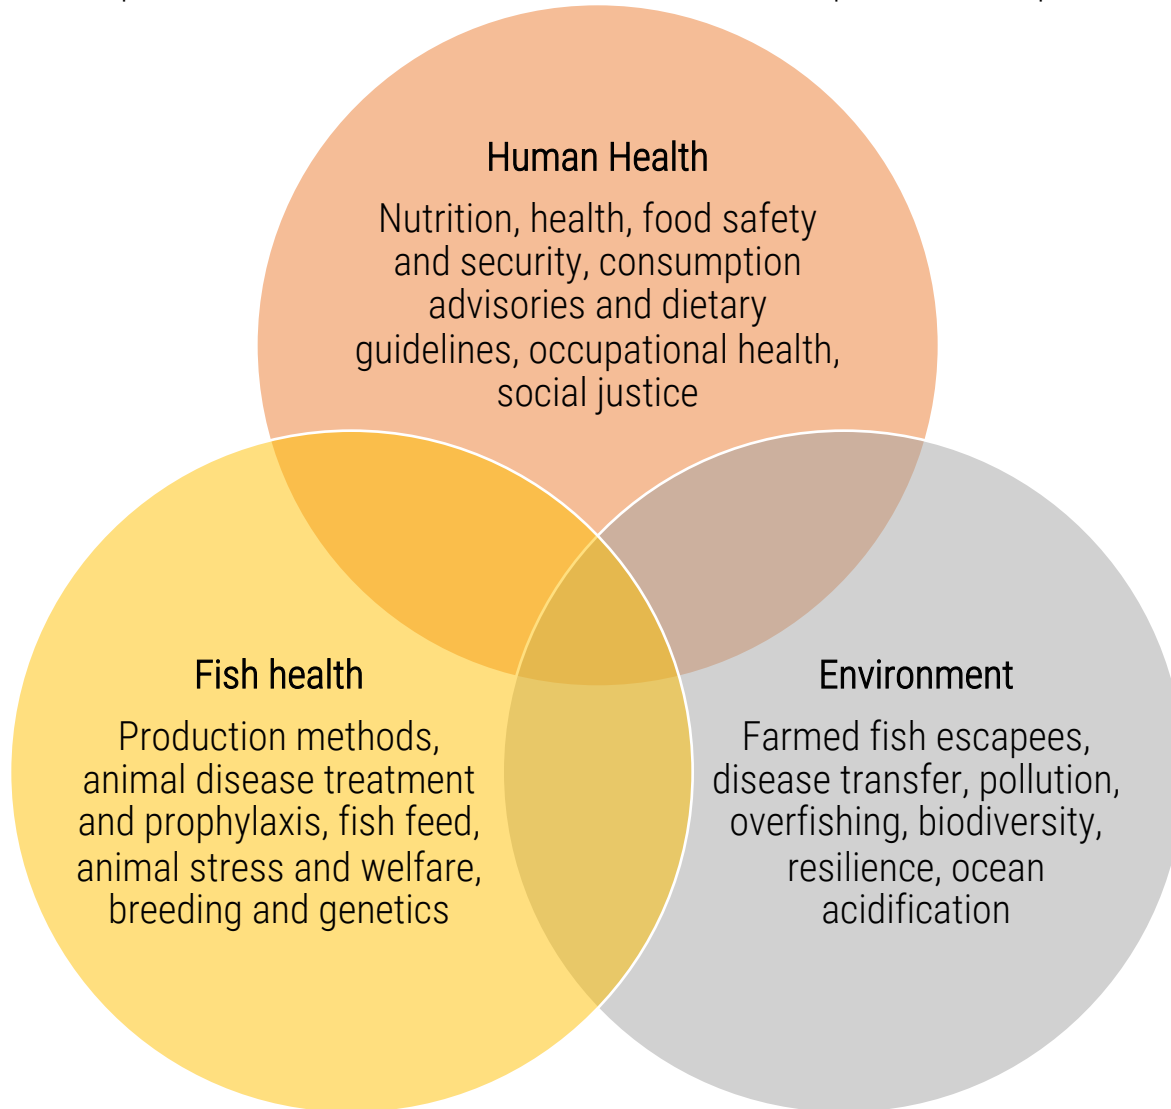 Human Health
Nutrition, health, food safety
and security, consumption
advisories and dietary
guidelines, occupational health,
social justice
Fish health
Production methods,
animal disease treatment
and prophylaxis, fish feed,
animal stress and welfare,
breeding and genetics
Environment
Farmed fish escapees,
disease transfer, pollution,
overfishing, biodiversity,
resilience, ocean
acidification